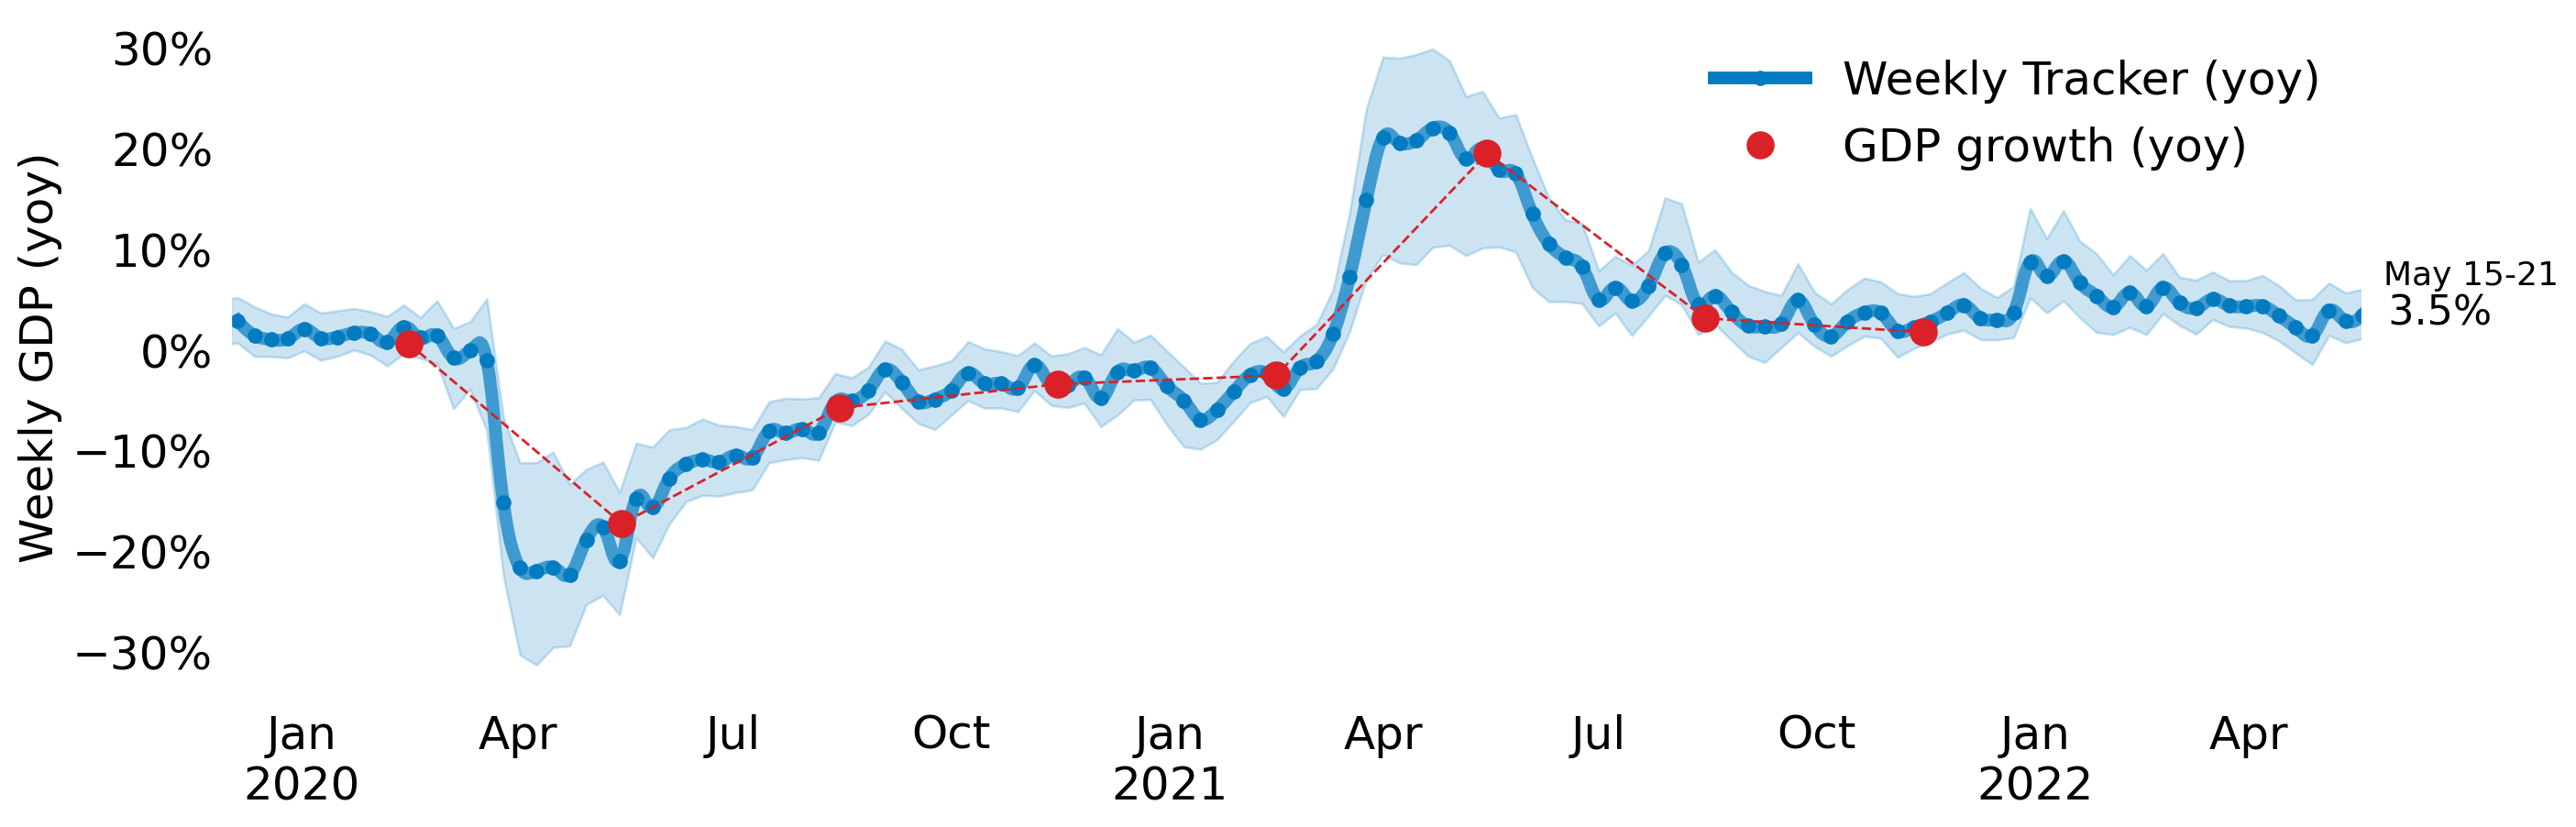 Weekly GDP (yoy)
30%
20%
10%
0%
−10%
−20%
−30%
Weekly Tracker (yoy)
GDP growth (yoy)
May 15-21
3.5%
Jan Apr Jul Oct Jan Apr Jul Oct Jan Apr
2020 2021 2022